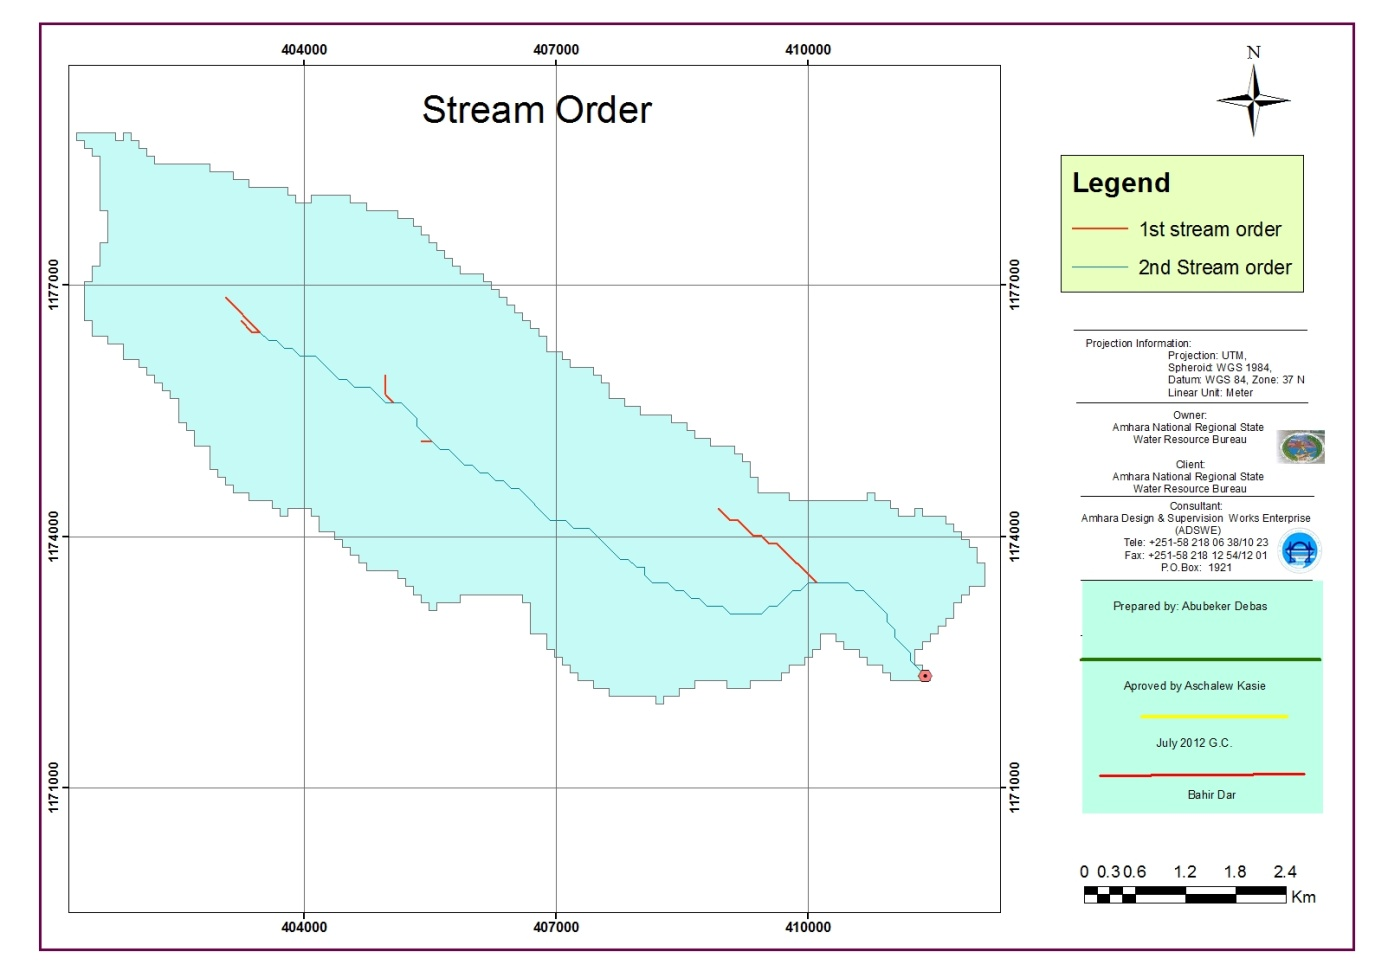 404000
407000
410000
Stream Order
N
Legend
1st stream order
2nd Stream order
1177000
1177000
1174000
1174000
1171000
1171000
Projection Information:
Projection: UTM,
Spheroid: WGS 1984,
Datum: WGS 84, Zone: 37 N
Linear Unit: Meter
Owner:
Amhara National Regional State
Water Resource Bureau
Client:
Amhara National Regional State
Water Resource Bureau
Consultant:
Amhara Design & Supervision Works Enterprise
(ADSWE)
Tele: +251-58 218 06 38/10 23
Fax: +251-58 218 12 54/12 01
P.O.Box: 1921
Prepared by: Abubeker Debas
Aproved by Aschalew Kasie
July 2012 G.C.
Bahir Dar
0 0.3 0.6 1.2 1.8 2.4
Km
404000
407000
410000